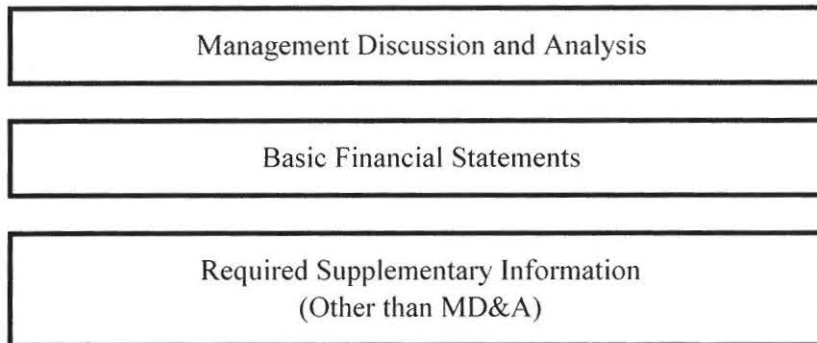 Management Discussion and Analysis
Basic Financial Statements
Required Supplementary Information
(Other than MD&A)